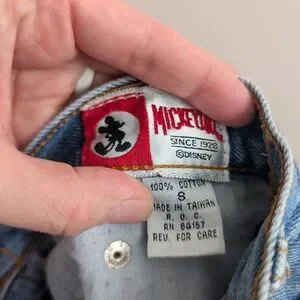 MICKEY & CO.
SINCE 1928
©DISNEY
100% COTTON
S
MADE IN TAIWAN
R. O. C.
RN 84157
REV. FOR CARE